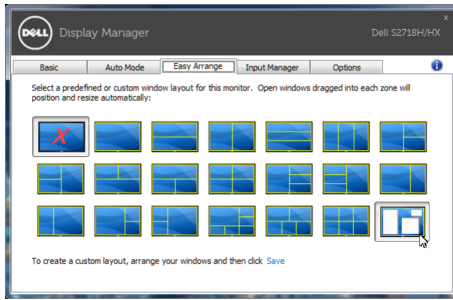 DELL Display Manager
x
Dell S2718H/HX
Basic Auto Mode Easy Arrange Input Manager Options i
Select a predefined or custom window layout for this monitor. Open windows dragged into each zone will
position and resize automatically:
X
To create a custom layout, arrange your windows and then click Save